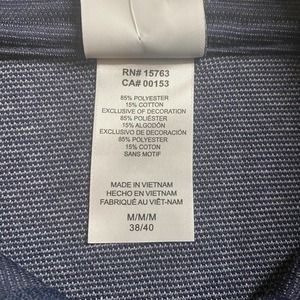 RN# 15763
CA# 00153
85% POLYESTER
15% COTTON
EXCLUSIVE OF DECORATION
85% POLIÉSTER
15% ALGODÓN
EXCLUSIVO DE DECORACIÓN
85% POLYESTER
15% COTON
SANS MOTIF
MADE IN VIETNAM
HECHO EN VIETNAM
FABRIQUÉ AU VIÊT-NAM
M/M/M
38/40